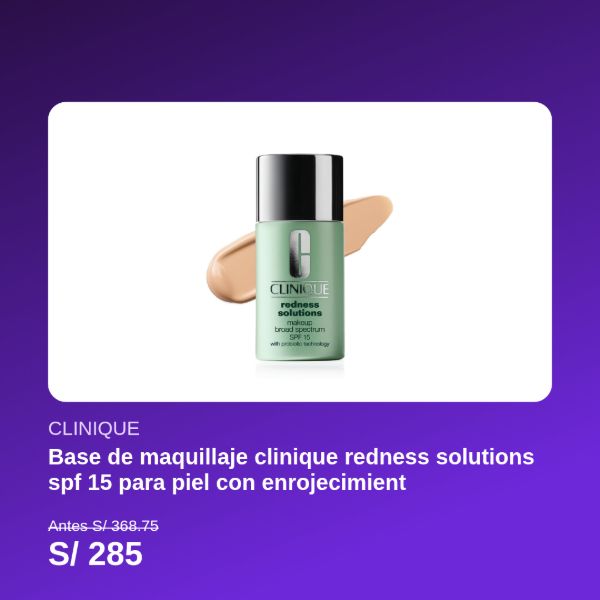 C
CLINIQUE
redness
solutions
makeup
broad spectrum
SPF 15
with probiotic technology
CLINIQUE
Base de maquillaje clinique redness solutions
spf 15 para piel con enrojecimient
Antes S/ 368.75
S/ 285